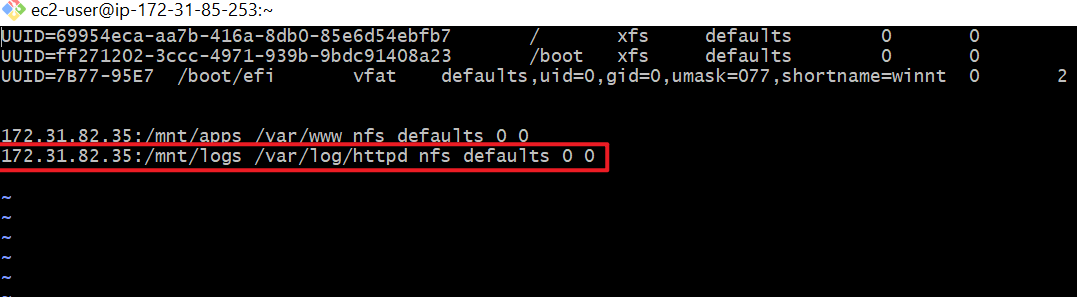 ec2-user@ip-172-31-85-253:~
UUID=69954eca-aa7b-416a-8db0-85e6d54ebfb7 / xfs defaults 0 0
UUID=ff271202-3ccc-4971-939b-9bdc91408a23 /boot xfs defaults 0 0
UUID=7B77-95E7 /boot/efi vfat defaults,uid=0,gid=0,umask=077,shortname=winnt 0 2
172.31.82.35:/mnt/apps /var/www nfs defaults 0 0
172.31.82.35:/mnt/logs /var/log/httpd nfs defaults 0 0
~
~
~
~
~
~